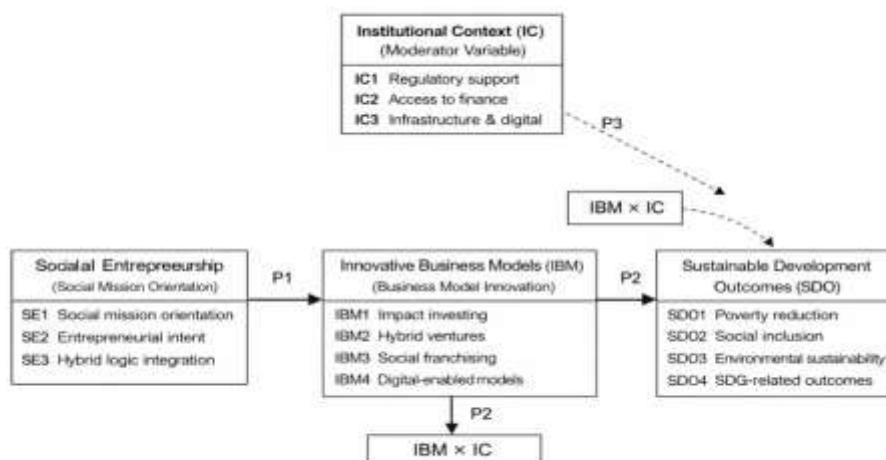 Institutional Context (IC)
(Moderator Variable)
IC1 Regulatory support
IC2 Access to finance
IC3 Infrastructure & digital
P3
IBM × IC
Socialal Entrepreeurship
(Social Mission Orientation)
SE1 Social mission orientation
SE2 Entrepreneurial intent
SE3 Hybrid logic integration
P1
Innovative Business Models (IBM)
(Business Model Innovation)
IBM1 Impact investing
IBM2 Hybrid ventures
IBM3 Social franchising
IBM4 Digital-enabled models
P2
Sustainable Development
Outcomes (SDO)
SDO1 Poverty reduction
SDO2 Social inclusion
SDO3 Environmental sustainability
SDO4 SDG-related outcomes
P2
IBM × IC